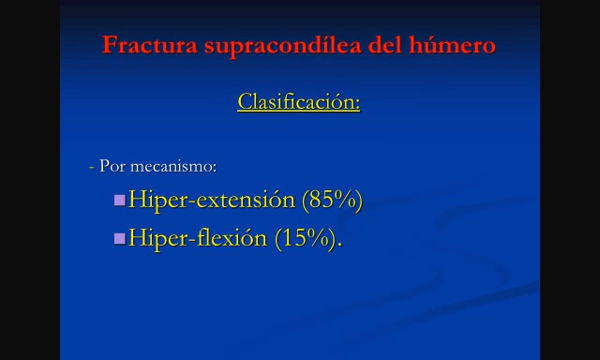 Fractura supracondílea del húmero
Clasificación:
- Por mecanismo:
Hiper-extensión (85%)
Hiper-flexión (15%).